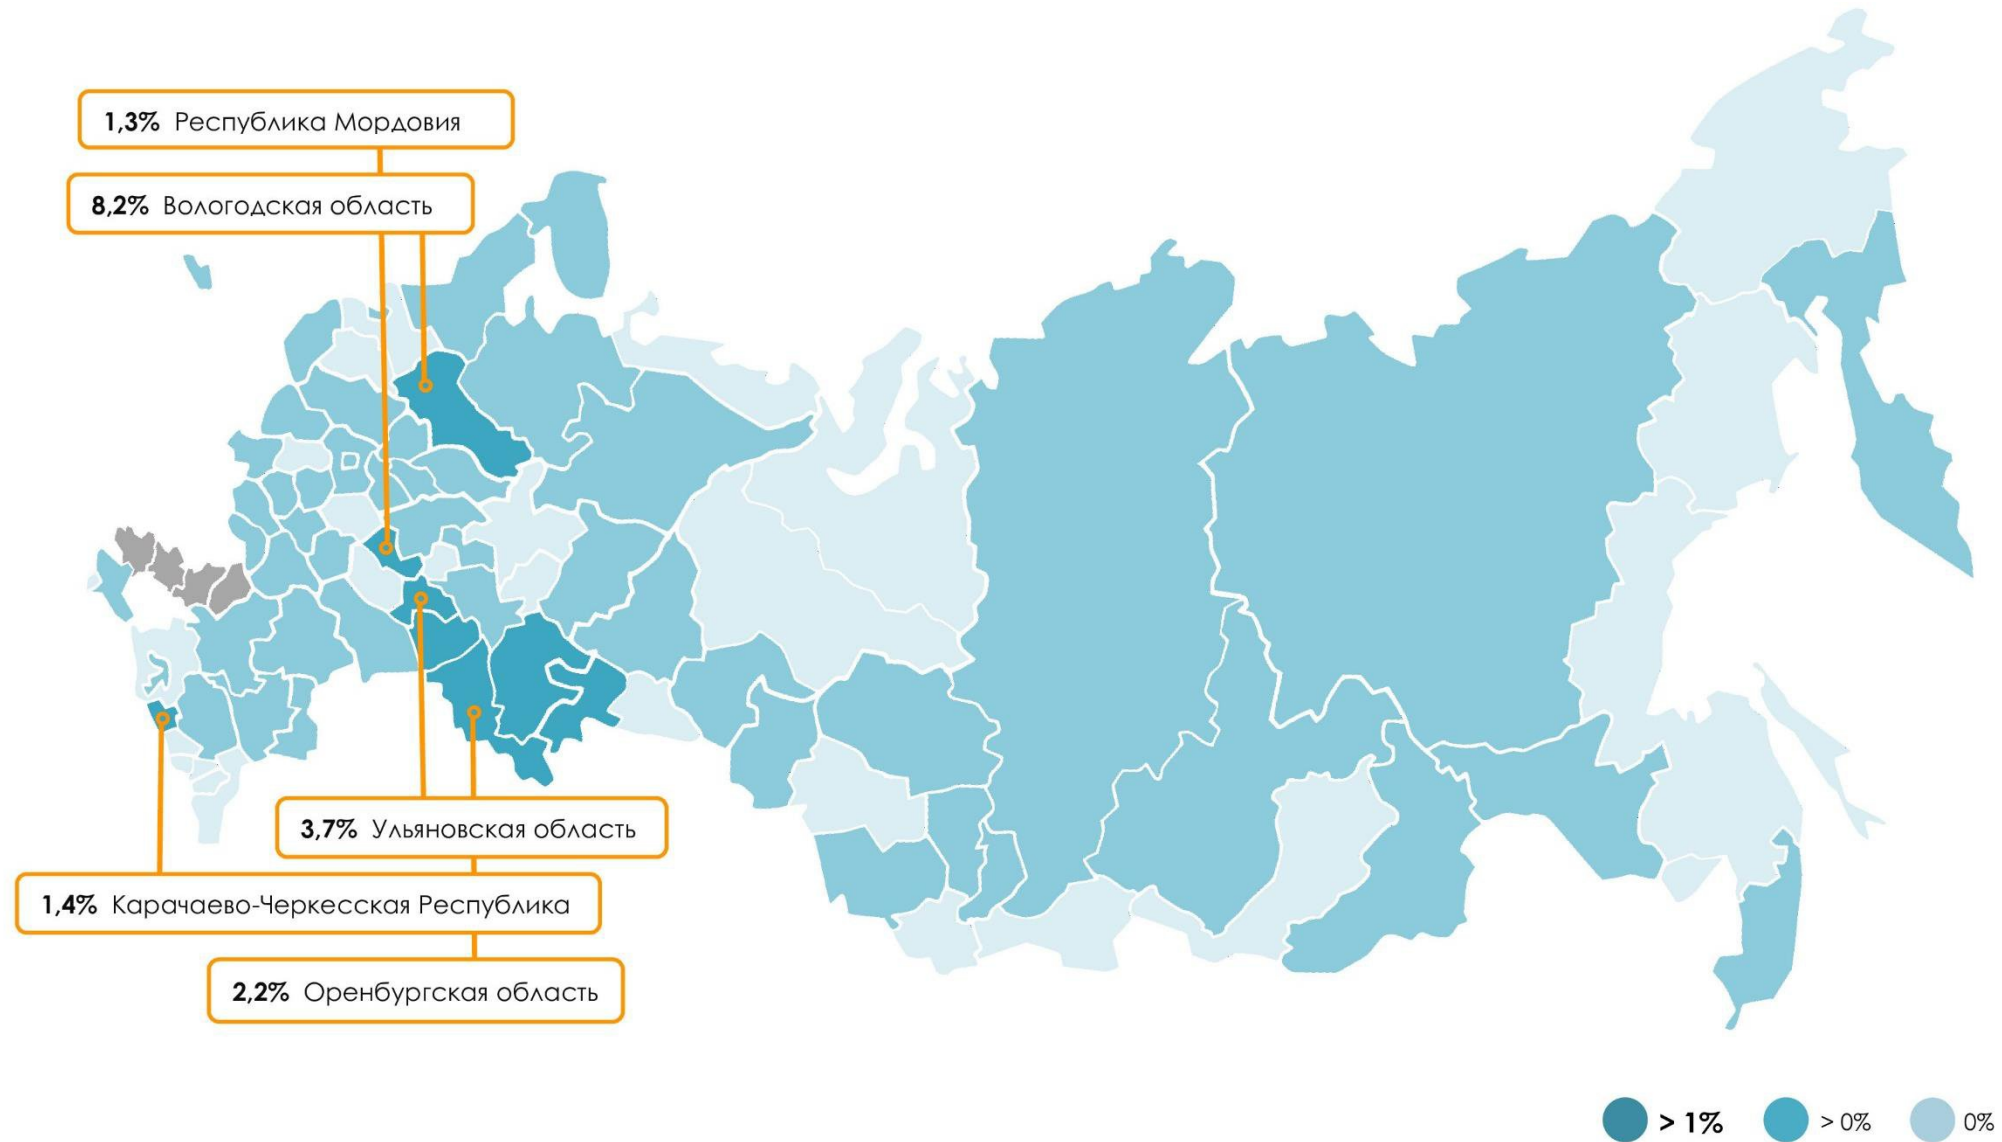 1,3% Республика Мордовия
8,2% Вологодская область
3,7% Ульяновская область
1,4% Карачаево-Черкесская Республика
2,2% Оренбургская область
> 1% > 0% 0%